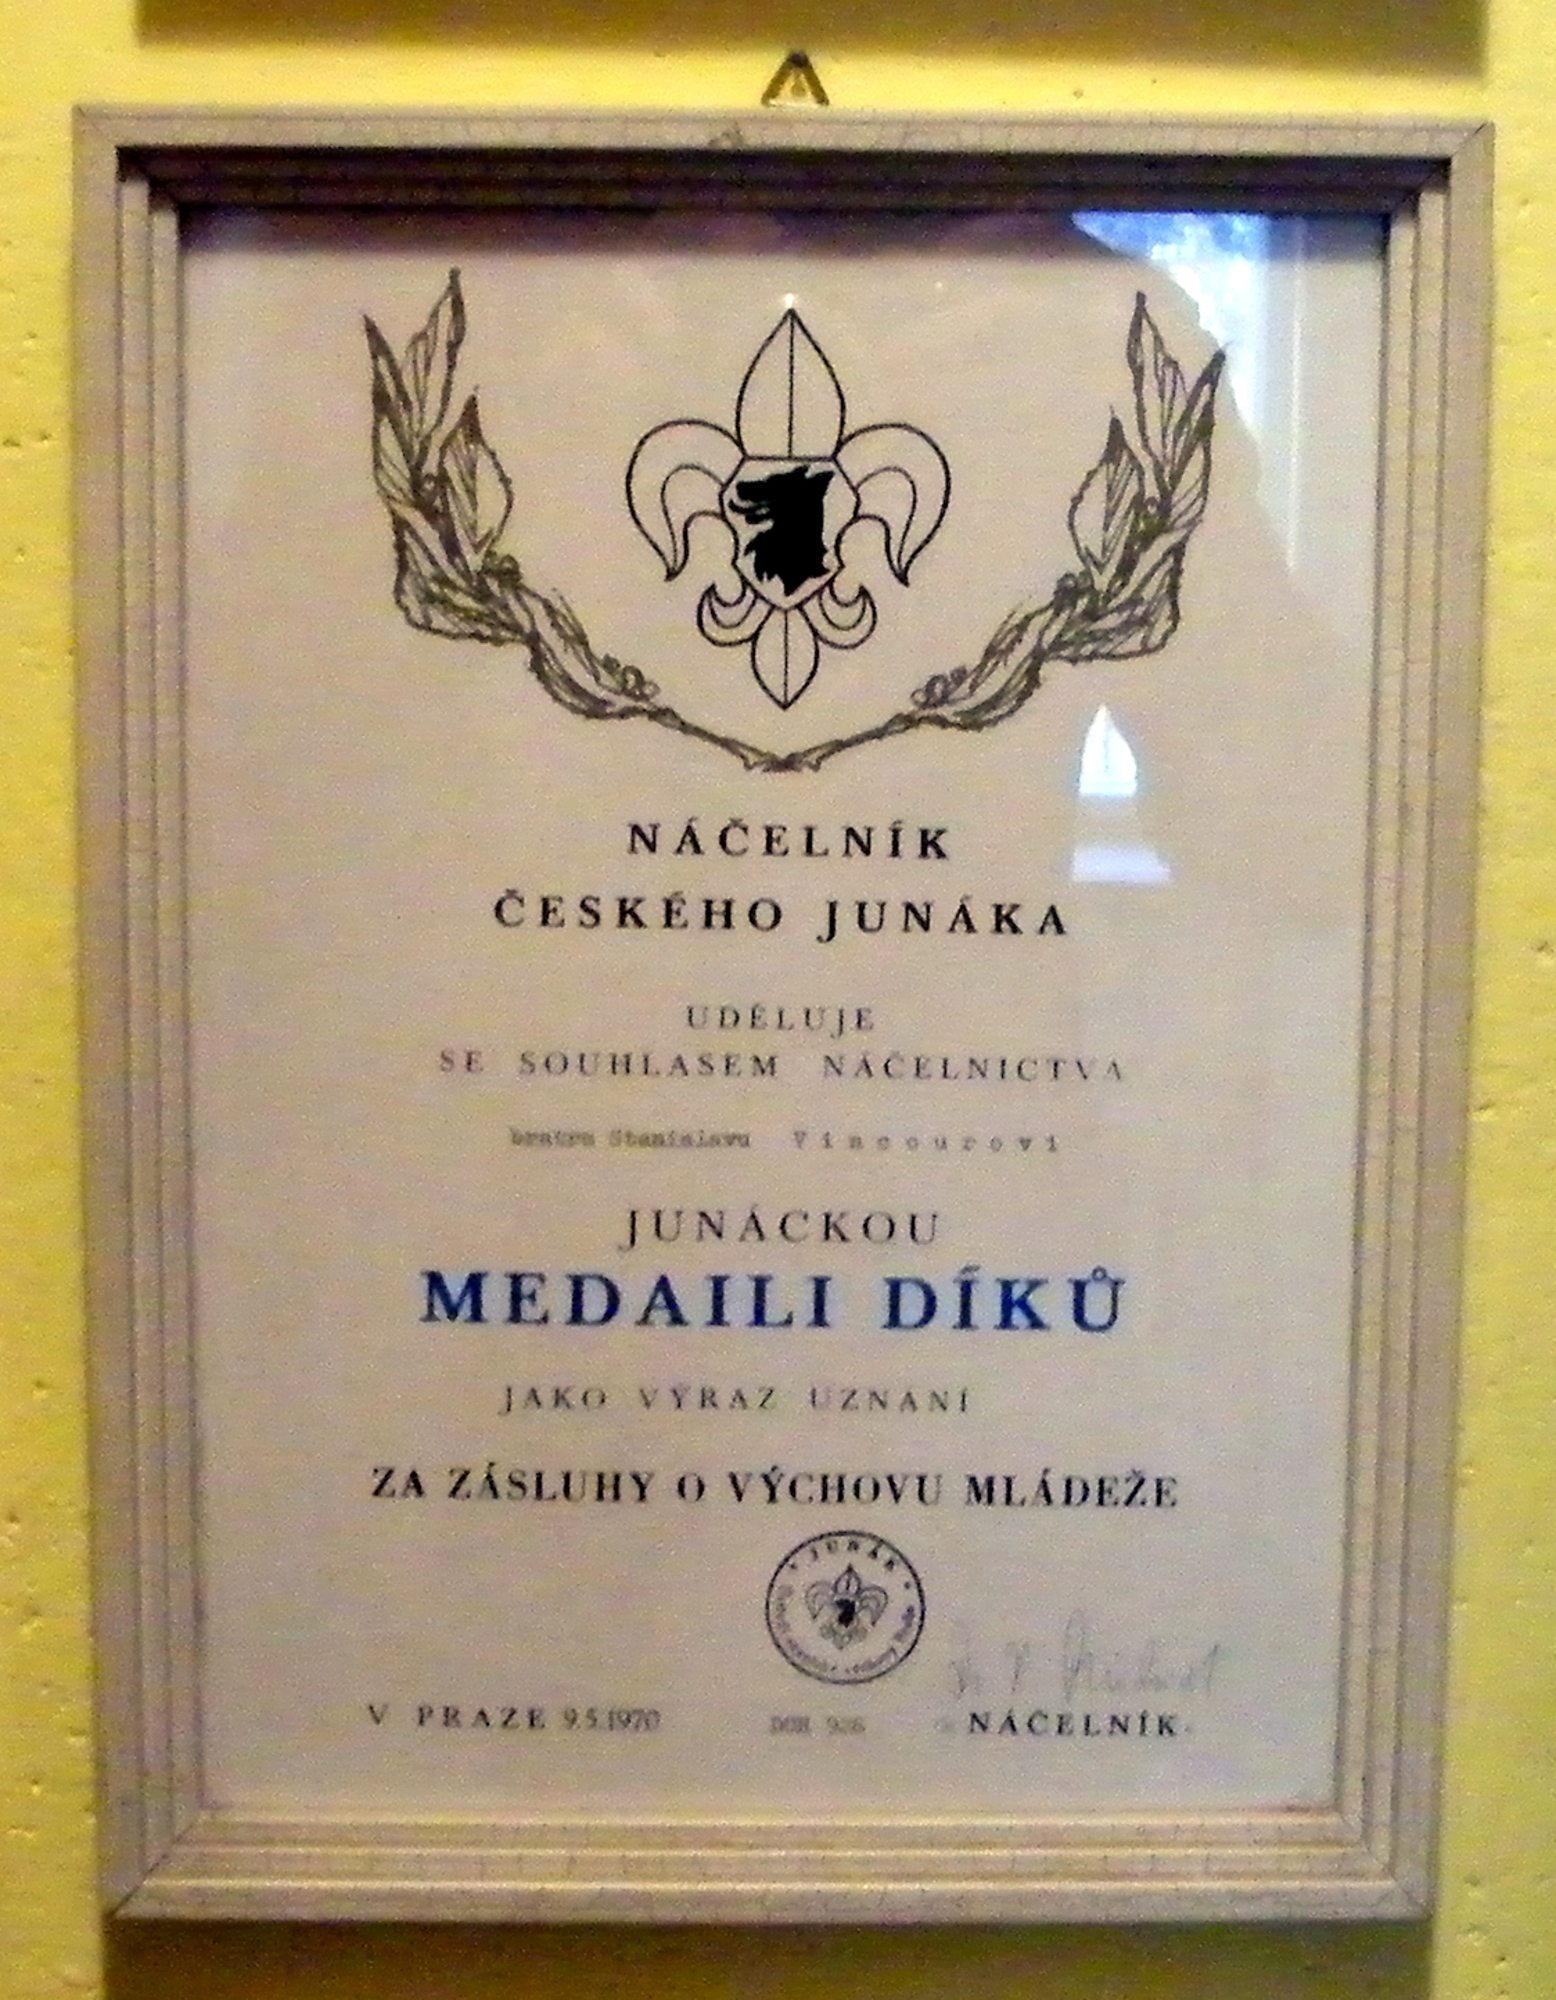 NÁČELNÍK
ČESKÉHO JUNÁKA
UDĚLUJE
SE SOUHLASEM NÁČELNICTVA
bratru Stanislavu Vincourovi
JUNÁCKOU
MEDAILI DÍKŮ
JAKO VÝRAZ UZNÁNÍ
ZA ZÁSLUHY O VÝCHOVU MLÁDEŽE
JUNÁK
V PRAZE 9.5.1970
NÁČELNÍK